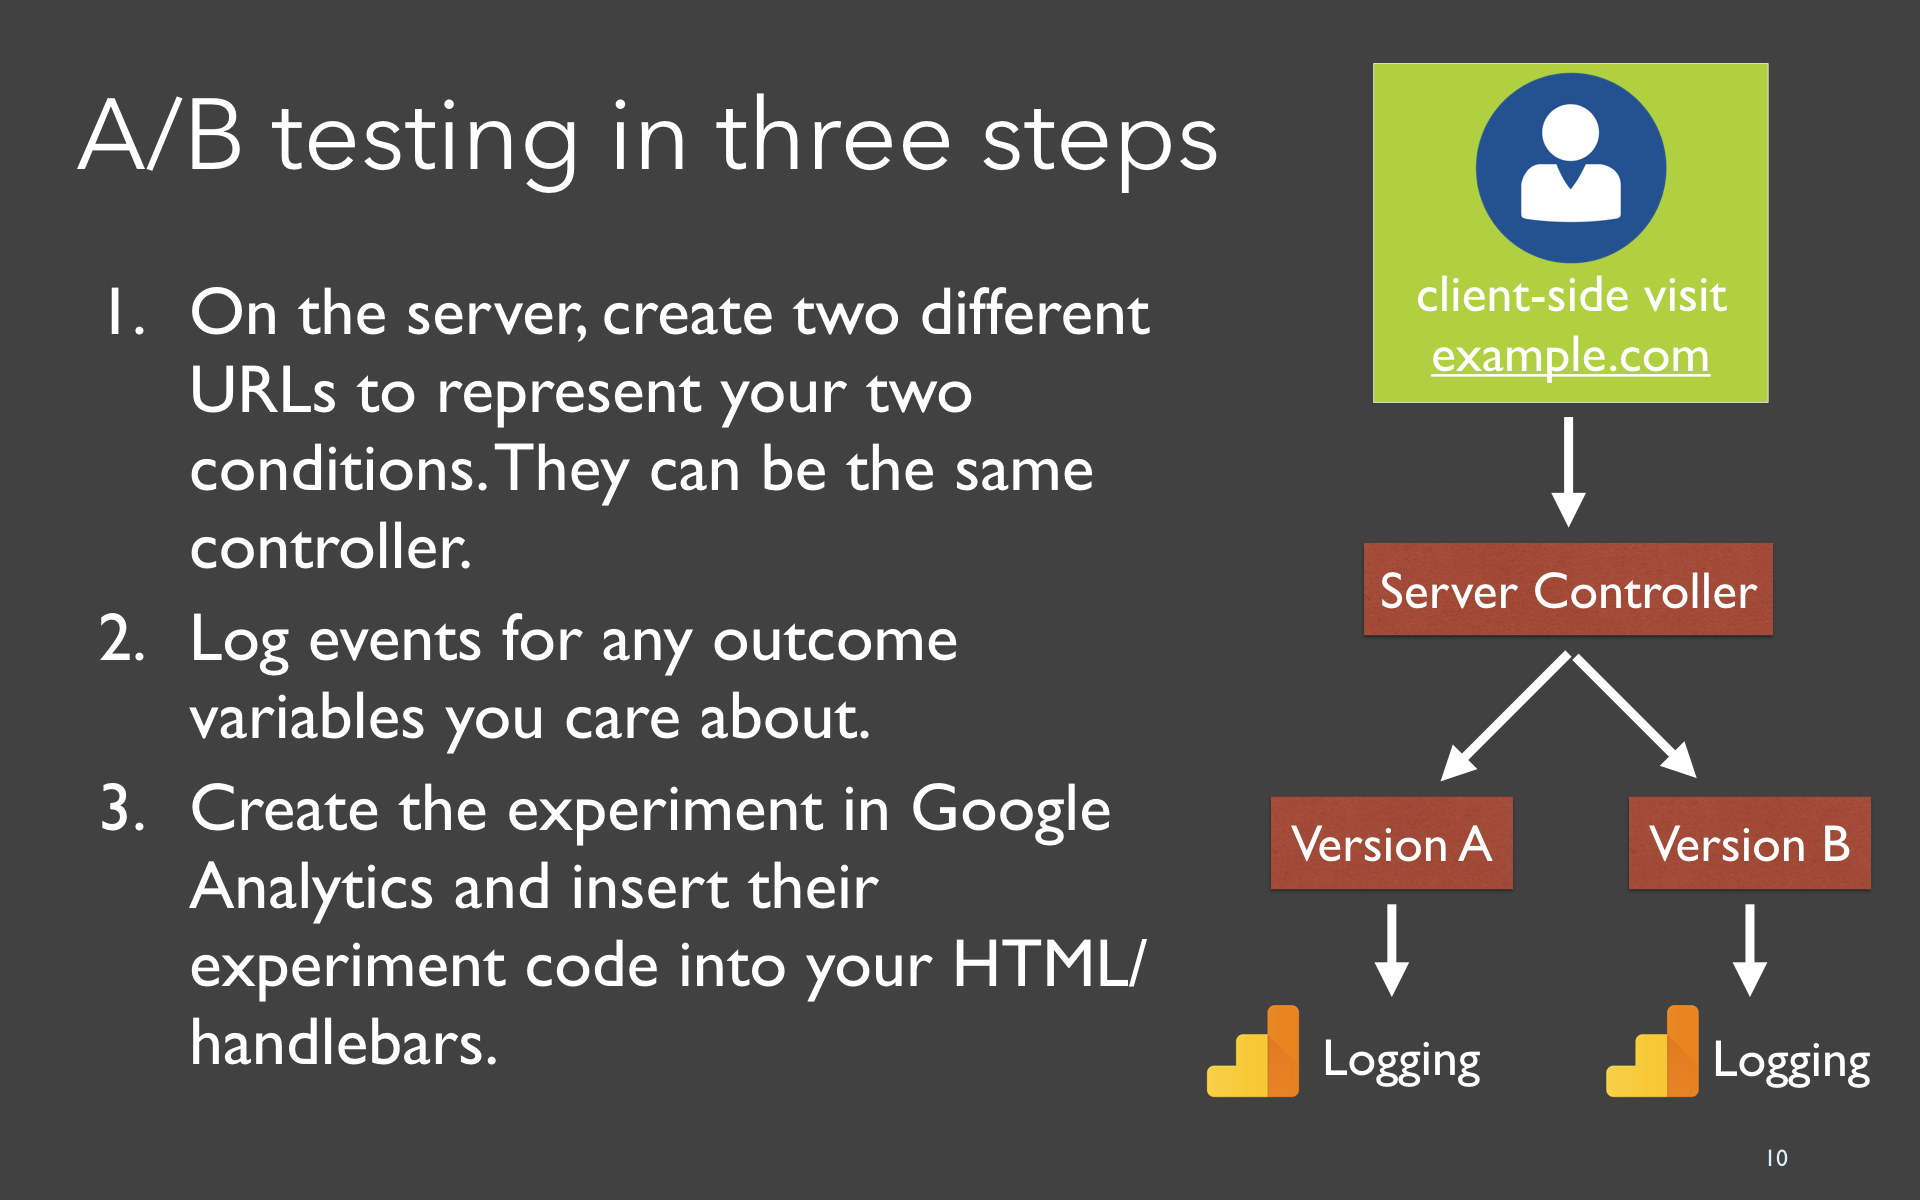 A/B testing in three steps
1. On the server, create two different
URLs to represent your two
conditions. They can be the same
controller.
2. Log events for any outcome
variables you care about.
3. Create the experiment in Google
Analytics and insert their
experiment code into your HTML/
handlebars.
client-side visit
example.com
Server Controller
Version A
Version B
Logging
Logging
10